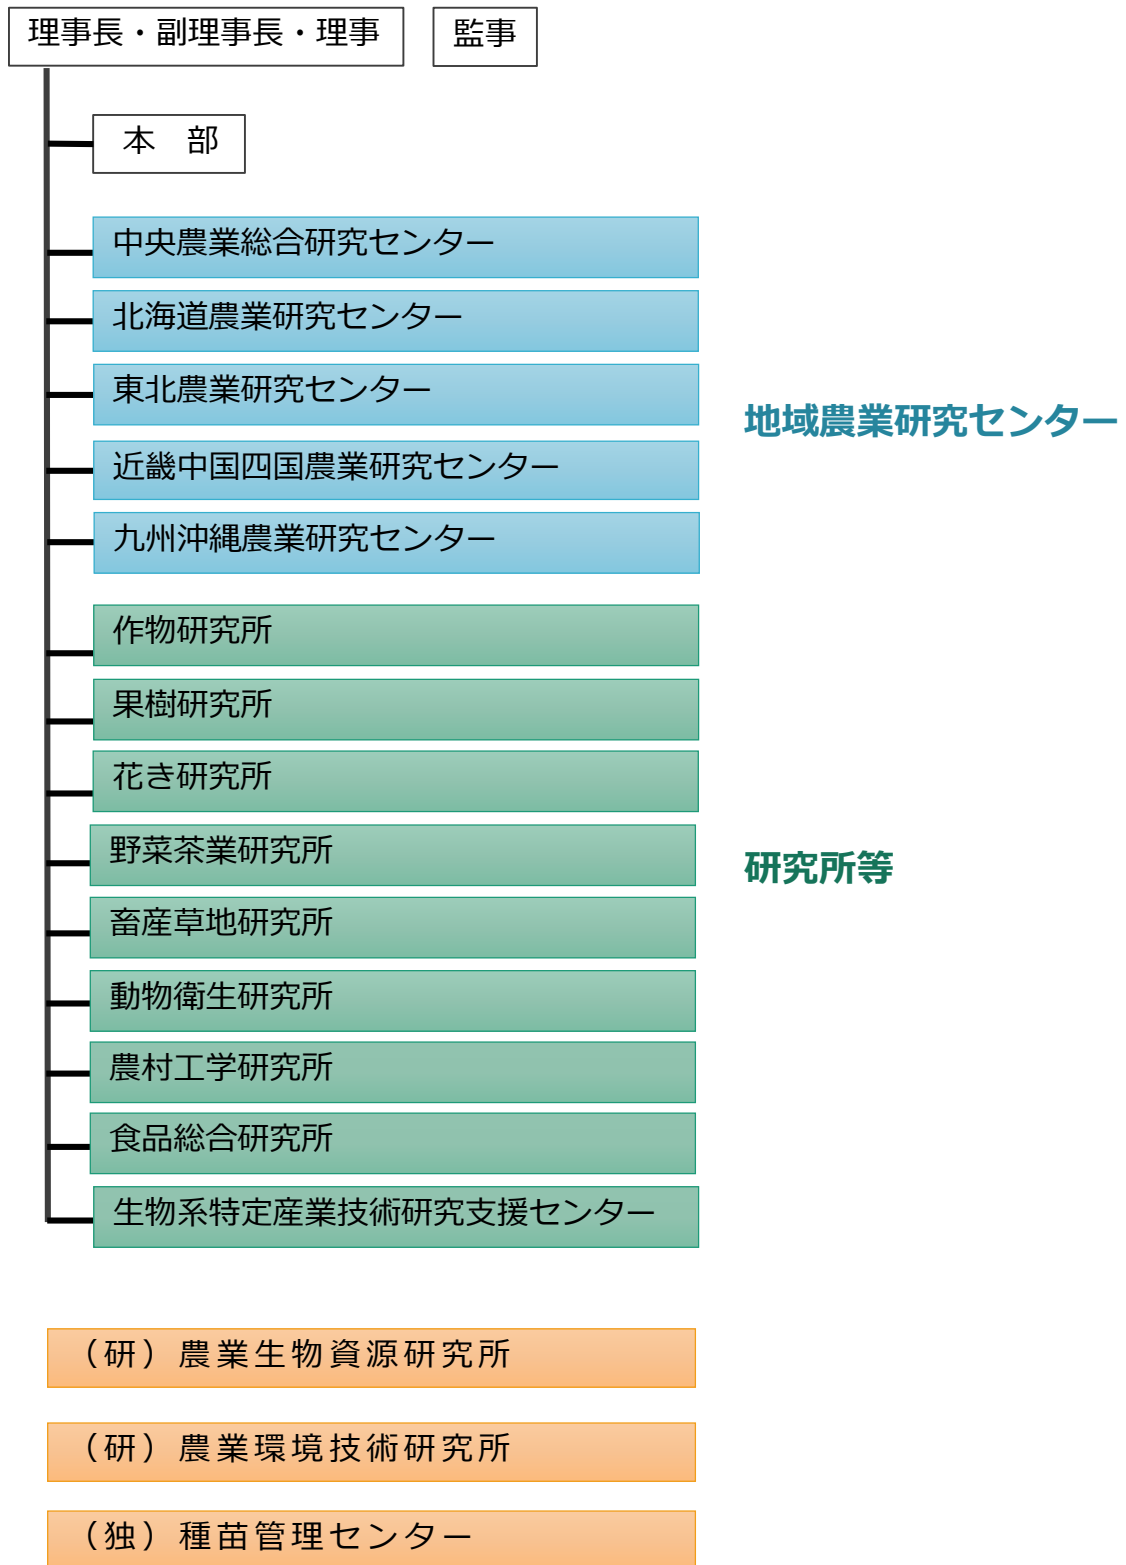 理事長・副理事長・理事
監事
本　部
中央農業総合研究センター
北海道農業研究センター
東北農業研究センター
地域農業研究センター
近畿中国四国農業研究センター
九州沖縄農業研究センター
作物研究所
果樹研究所
花き研究所
野菜茶業研究所
研究所等
畜産草地研究所
動物衛生研究所
農村工学研究所
食品総合研究所
生物系特定産業技術研究支援センター
（研）農業生物資源研究所
（研）農業環境技術研究所
（独）種苗管理センター